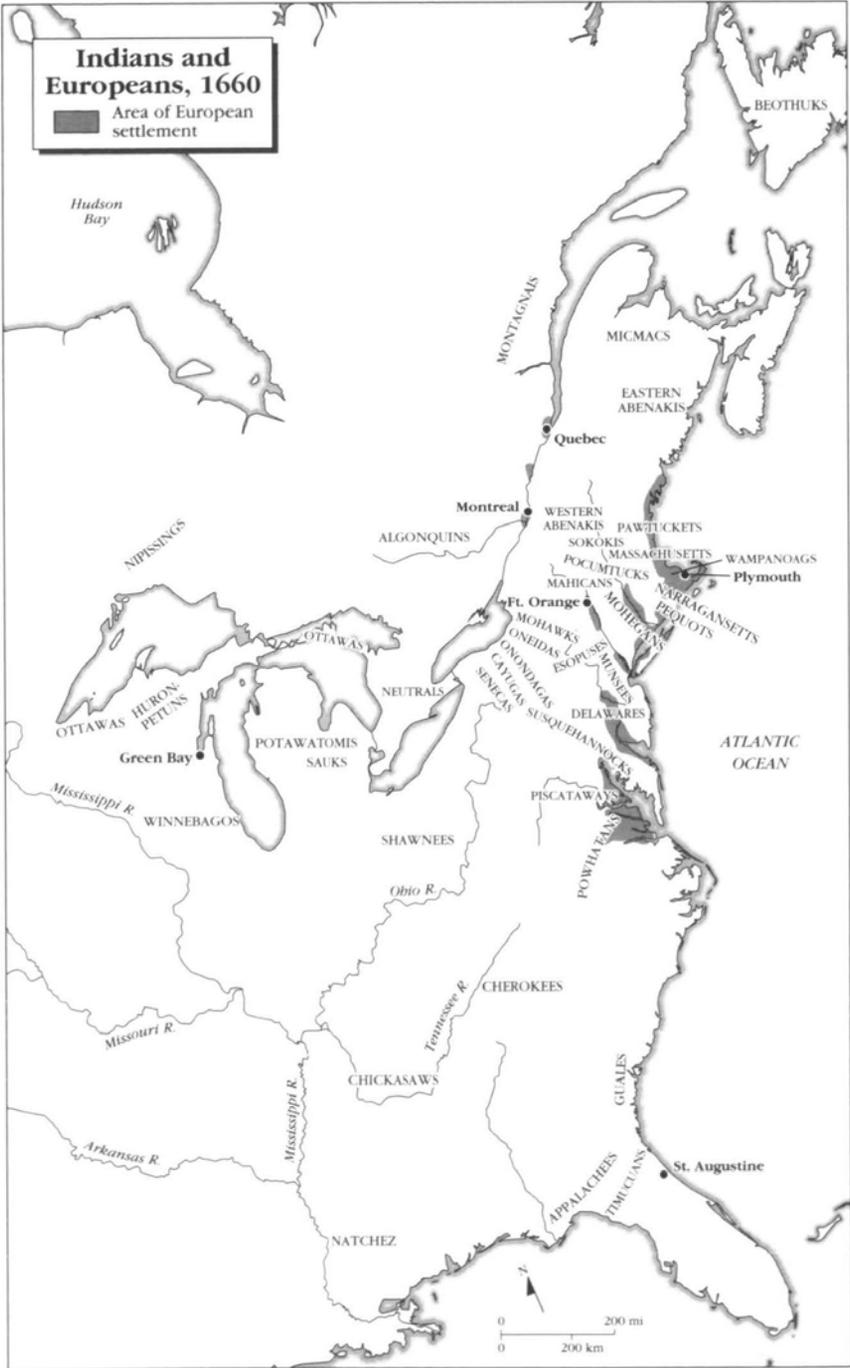 Indians and
Europeans, 1660
Area of European
settlement
BEOTHUKS
Hudson
Bay
MONTAGNAIS
MICMACS
EASTERN
ABENAKIS
Quebec
Montreal
WESTERN
ABENAKIS
PAWTUCKETS
ALGONQUINS
SOKOKIS
MASSACHUSETTS
WAMPANOAGS
NIPISSINGS
POCUMTUCKS
Plymouth
MAHICANS
NARRAGANSETTS
Ft. Orange
MOHEGANS
PEQUOTS
MOHAWKS
ONEIDAS
ESOPUSES
OTTAWAS
ONONDAGAS
MUNSEES
CAYUGAS
SENECAS
NEUTRALS
HURON-
PETUNS
OTTAWAS
DELAWARES
SUSQUEHANNOCKS
POTAWATOMIS
SAUKS
Green Bay
ATLANTIC
OCEAN
Mississippi R.
PISCATAWAYS
WINNEBAGOS
SHAWNEES
POWHATANS
Ohio R.
CHEROKEES
Tennessee R.
Missouri R.
CHICKASAWS
GUALES
Mississippi R.
Arkansas R.
St. Augustine
APPALACHEES
TIMUCUANS
NATCHEZ
N
0 200 mi
0 200 km